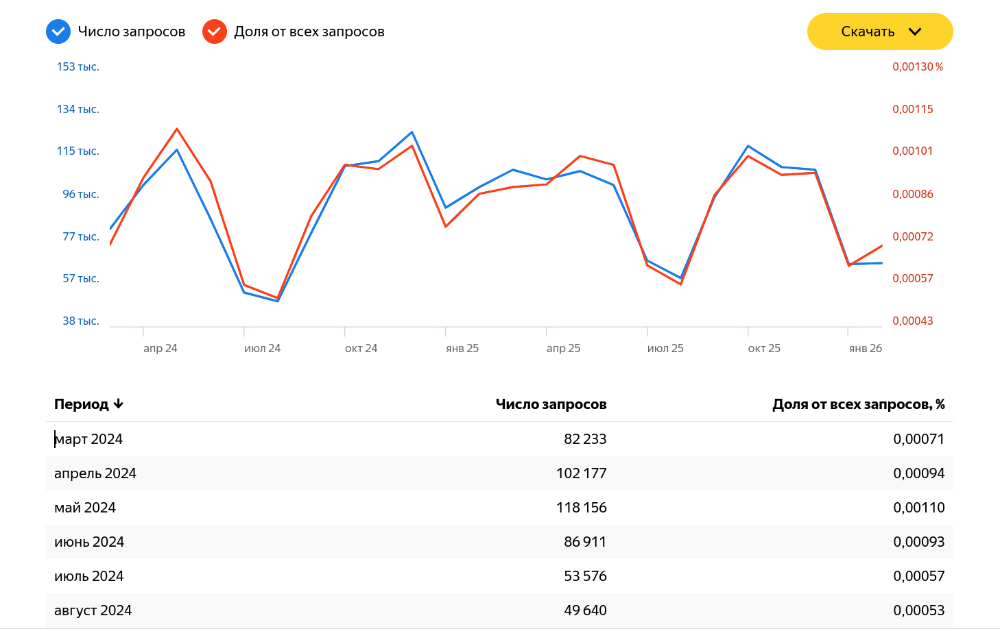 Число запросов Доля от всех запросов Скачать
153 тыс. 0,00130 %
134 тыс. 0,00115
115 тыс. 0,00101
96 тыс. 0,00086
77 тыс. 0,00072
57 тыс. 0,00057
38 тыс. 0,00043
апр 24 июл 24 окт 24 янв 25 апр 25 июл 25 окт 25 янв 26
Период ↓ Число запросов Доля от всех запросов, %
март 2024 82 233 0,00071
апрель 2024 102 177 0,00094
май 2024 118 156 0,00110
июнь 2024 86 911 0,00093
июль 2024 53 576 0,00057
август 2024 49 640 0,00053